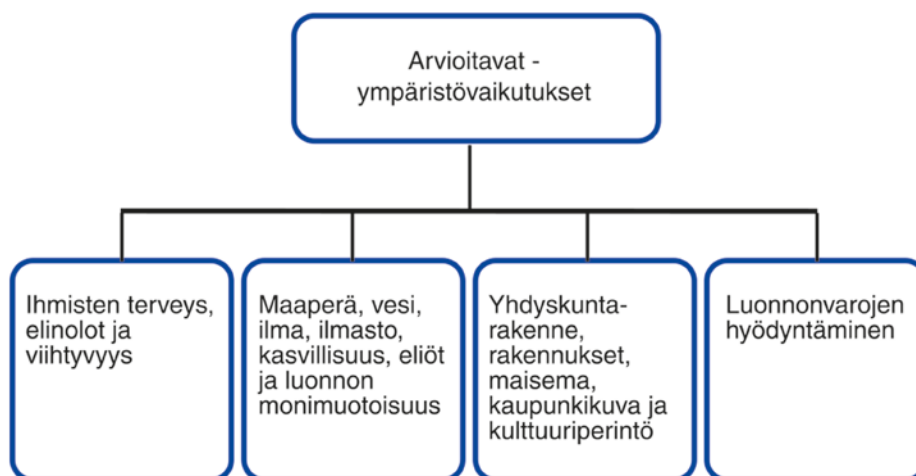 Arvioitavat -
ympäristövaikutukset
Ihmisten terveys,
elinolot ja
viihtyvyys
Maaperä, vesi,
ilma, ilmasto,
kasvillisuus, eliöt
ja luonnon
monimuotoisuus
Yhdyskunta-
rakenne,
rakennukset,
maisema,
kaupunkikuva ja
kulttuuriperintö
Luonnonvarojen
hyödyntäminen